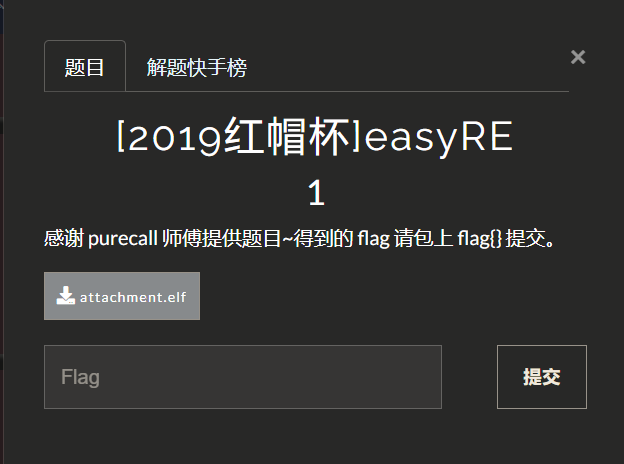 题目 解题快手榜 ×
[2019红帽杯]easyRE
1
感谢 purecall 师傅提供题目~得到的 flag 请包上 flag{} 提交。
attachment.elf
Flag 提交